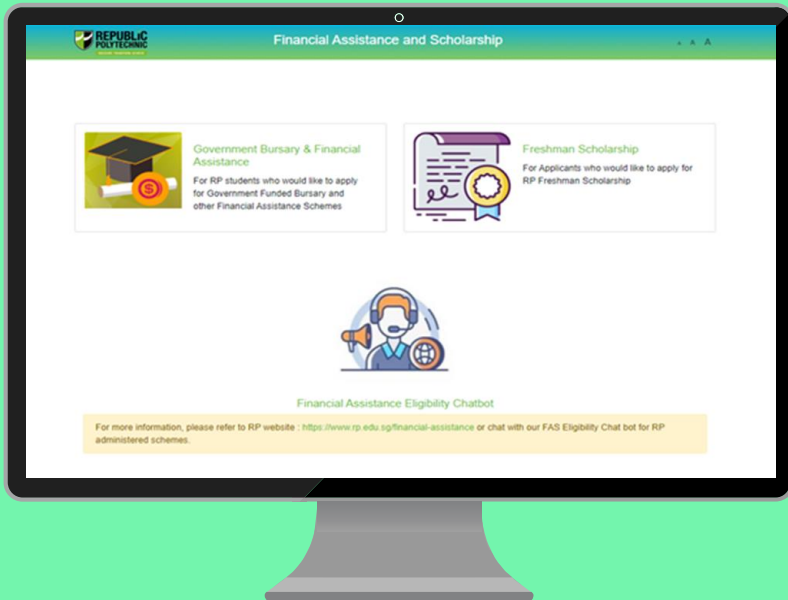 REPUBLIC
POLYTECHNIC
Financial Assistance and Scholarship
A A A
Government Bursary & Financial
Assistance
For RP students who would like to apply
for Government Funded Bursary and
other Financial Assistance Schemes
Freshman Scholarship
For Applicants who would like to apply for
RP Freshman Scholarship
Financial Assistance Eligibility Chatbot
For more information, please refer to RP website : https://www.rp.edu.sg/financial-assistance or chat with our FAS Eligibility Chat bot for RP
administered schemes.